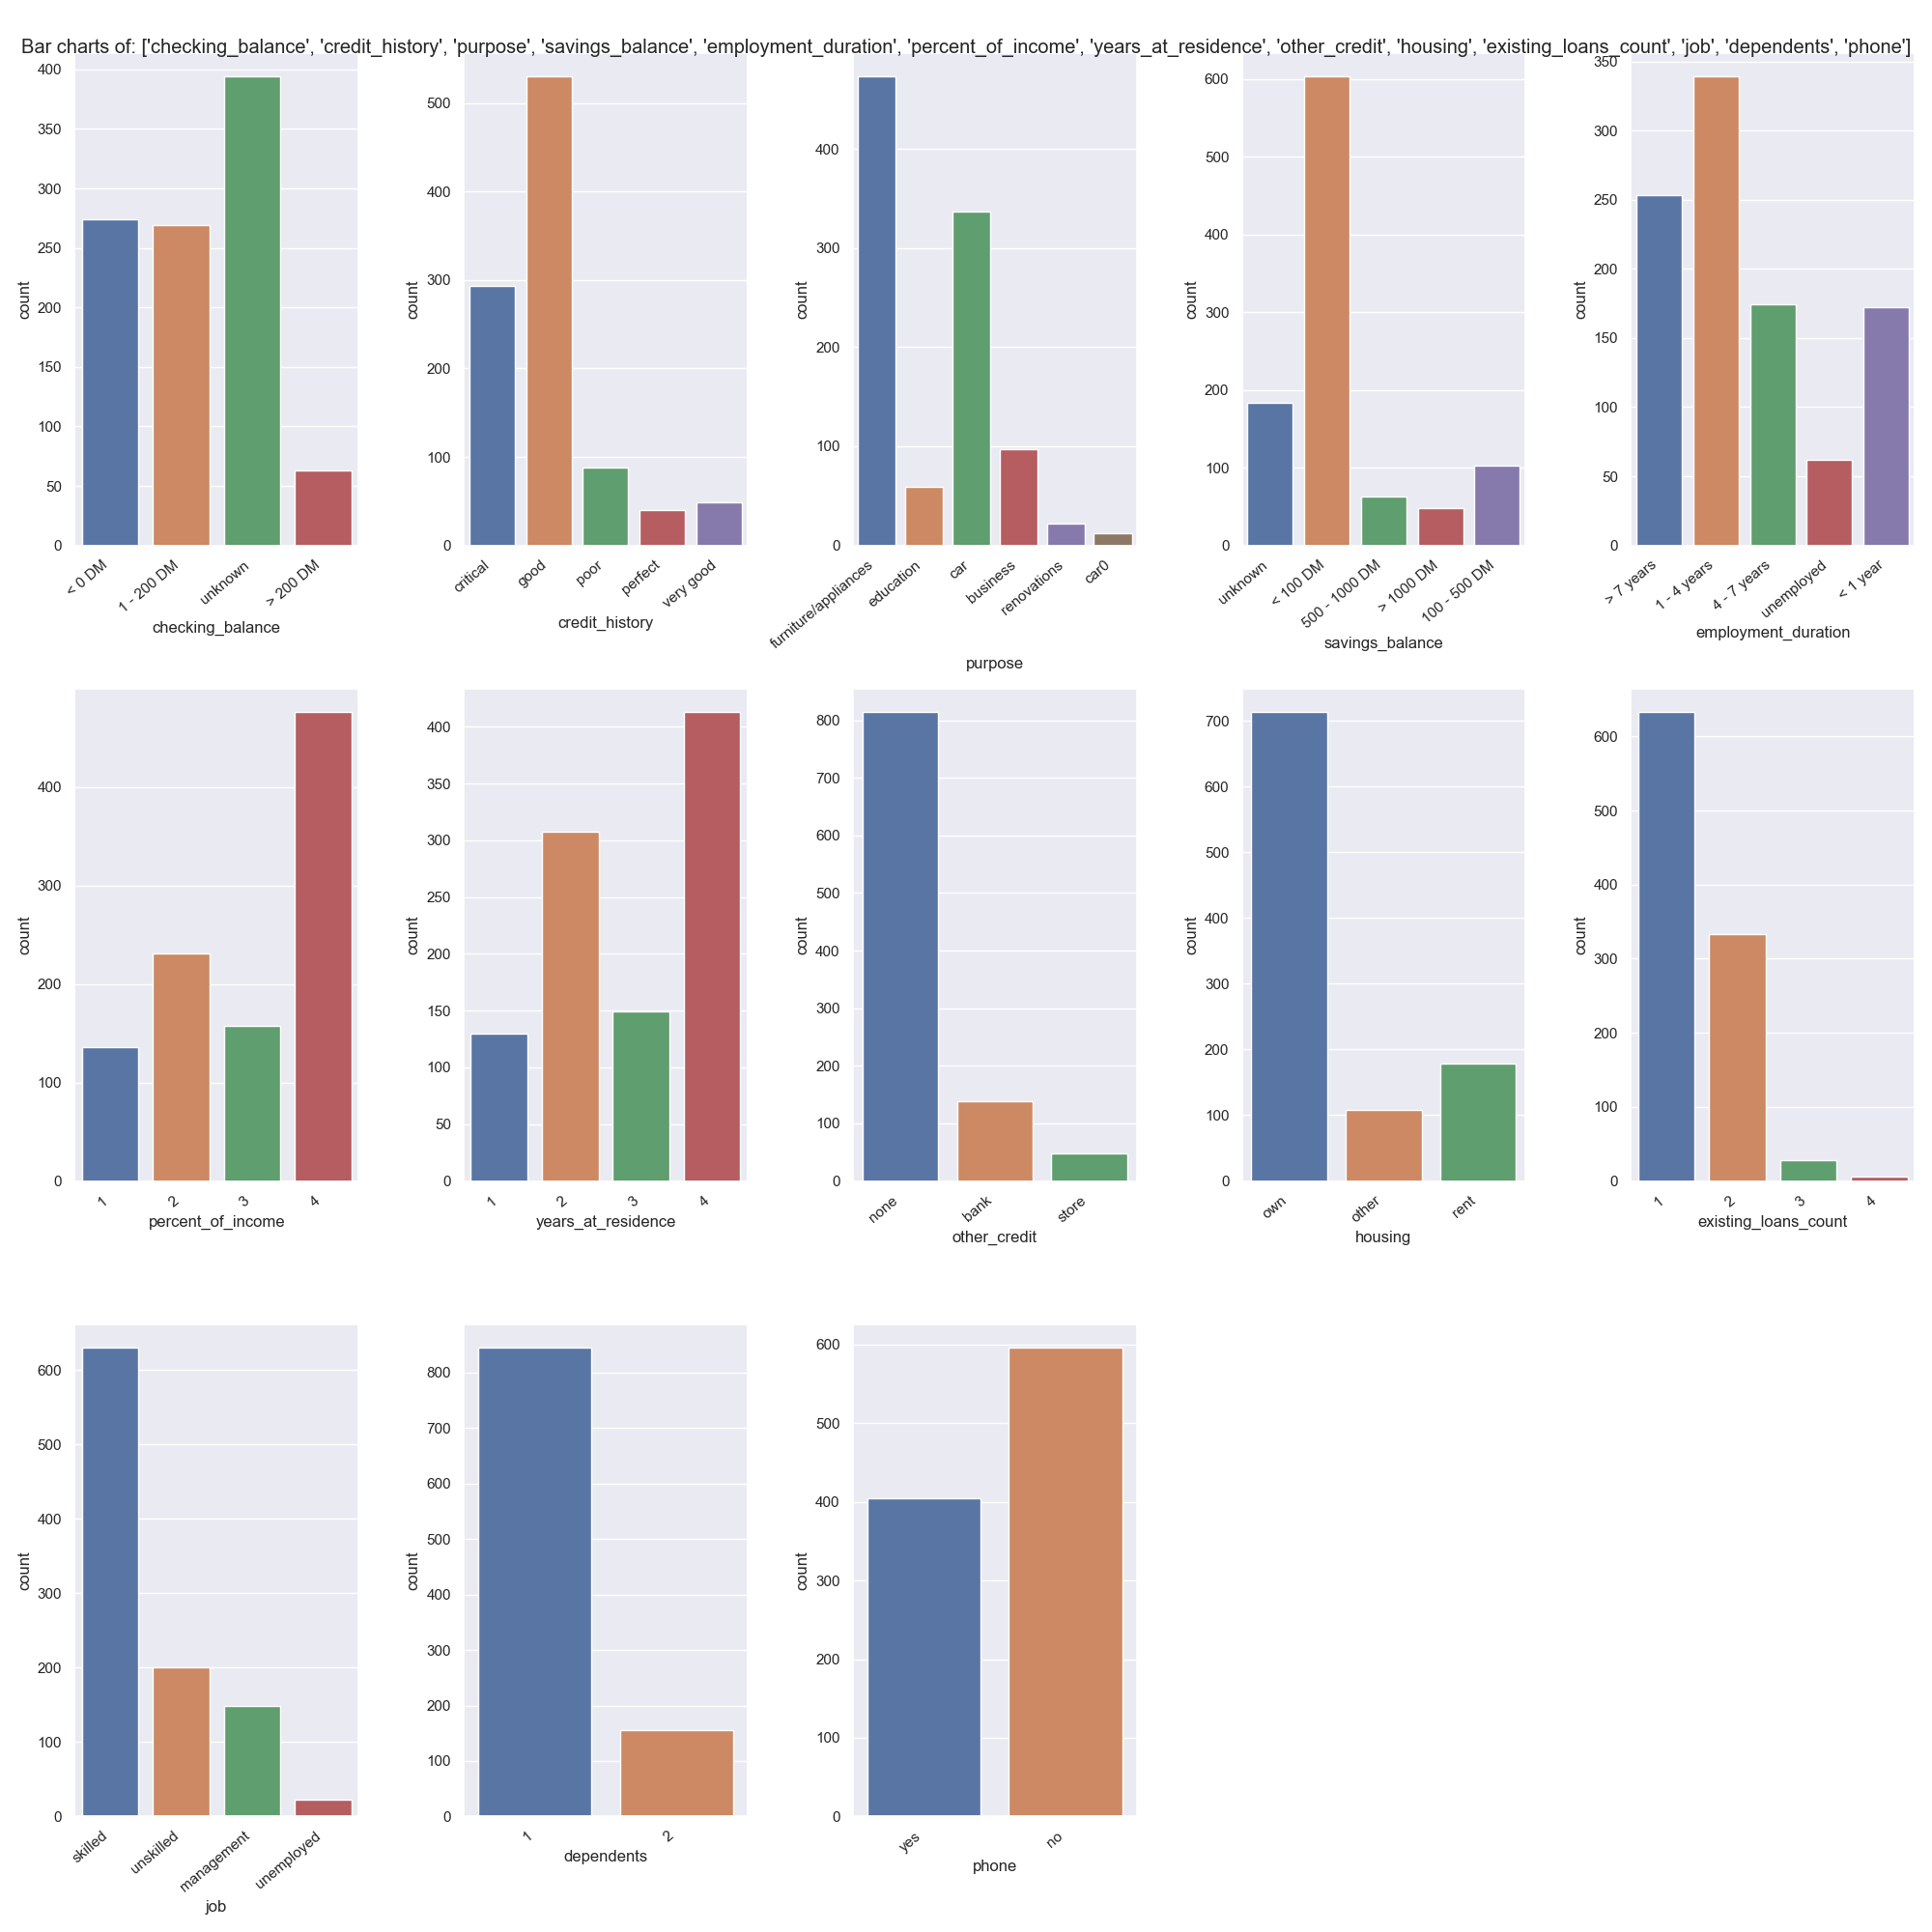 Bar charts of: ['checking_balance', 'credit_history', 'purpose', 'savings_balance', 'employment_duration', 'percent_of_income', 'years_at_residence', 'other_credit', 'housing', 'existing_loans_count', 'job', 'dependents', 'phone']
400
350
300
250
200
150
100
50
0
count
< 0 DM
1 - 200 DM
unknown
> 200 DM
checking_balance
500
400
300
200
100
0
count
critical
good
poor
perfect
very good
credit_history
400
300
200
100
0
count
furniture/appliances
education
car
business
renovations
car0
purpose
600
500
400
300
200
100
0
count
unknown
< 100 DM
500 - 1000 DM
> 1000 DM
100 - 500 DM
savings_balance
350
300
250
200
150
100
50
0
count
> 7 years
1 - 4 years
4 - 7 years
unemployed
< 1 year
employment_duration
400
300
200
100
0
count
1
2
3
4
percent_of_income
400
350
300
250
200
150
100
50
0
count
1
2
3
4
years_at_residence
800
700
600
500
400
300
200
100
0
count
none
bank
store
other_credit
700
600
500
400
300
200
100
0
count
own
other
rent
housing
600
500
400
300
200
100
0
count
1
2
3
4
existing_loans_count
600
500
400
300
200
100
0
count
skilled
unskilled
management
unemployed
job
800
700
600
500
400
300
200
100
0
count
1
2
dependents
600
500
400
300
200
100
0
count
yes
no
phone